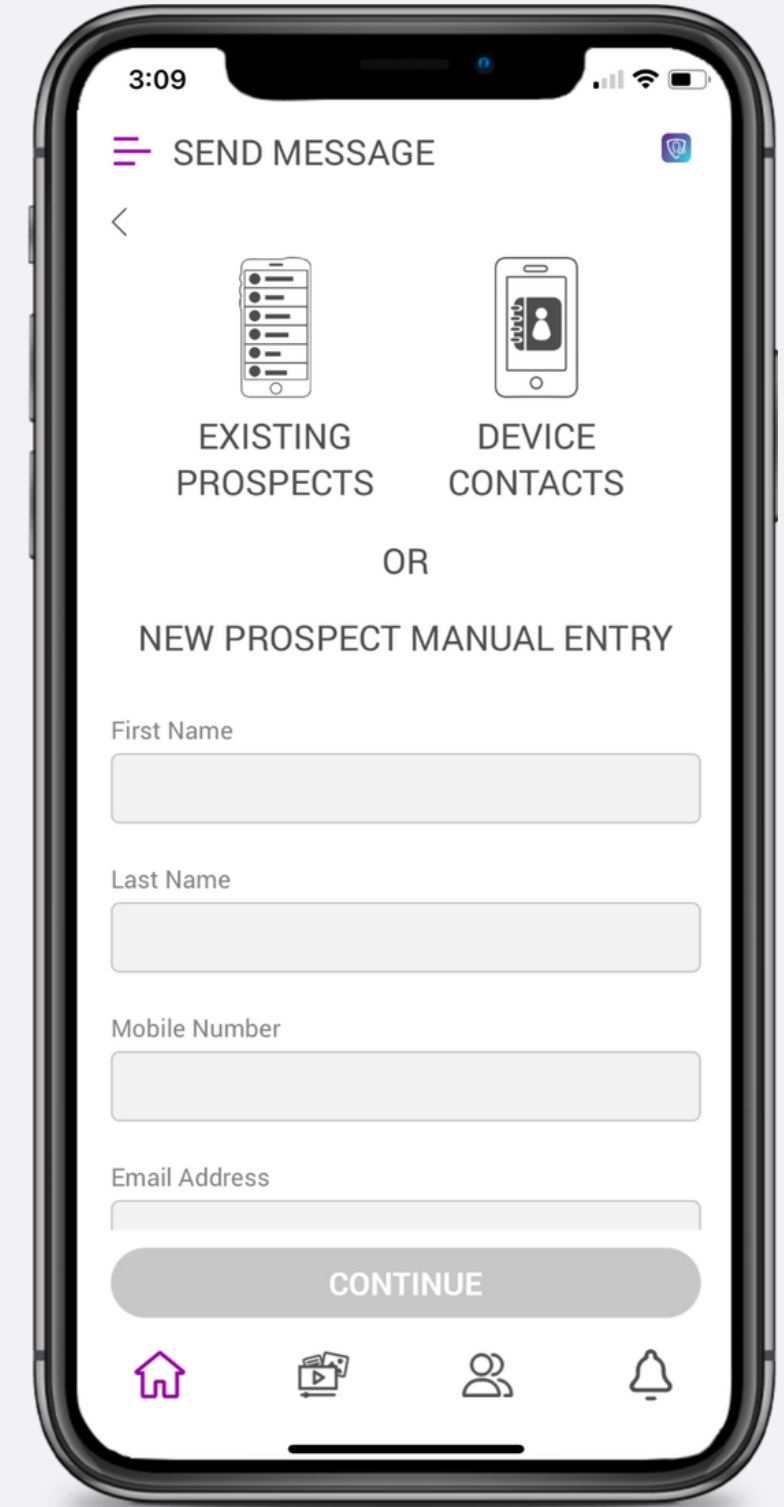 3:09
SEND MESSAGE
EXISTING
PROSPECTS
DEVICE
CONTACTS
OR
NEW PROSPECT MANUAL ENTRY
First Name
Last Name
Mobile Number
Email Address
CONTINUE